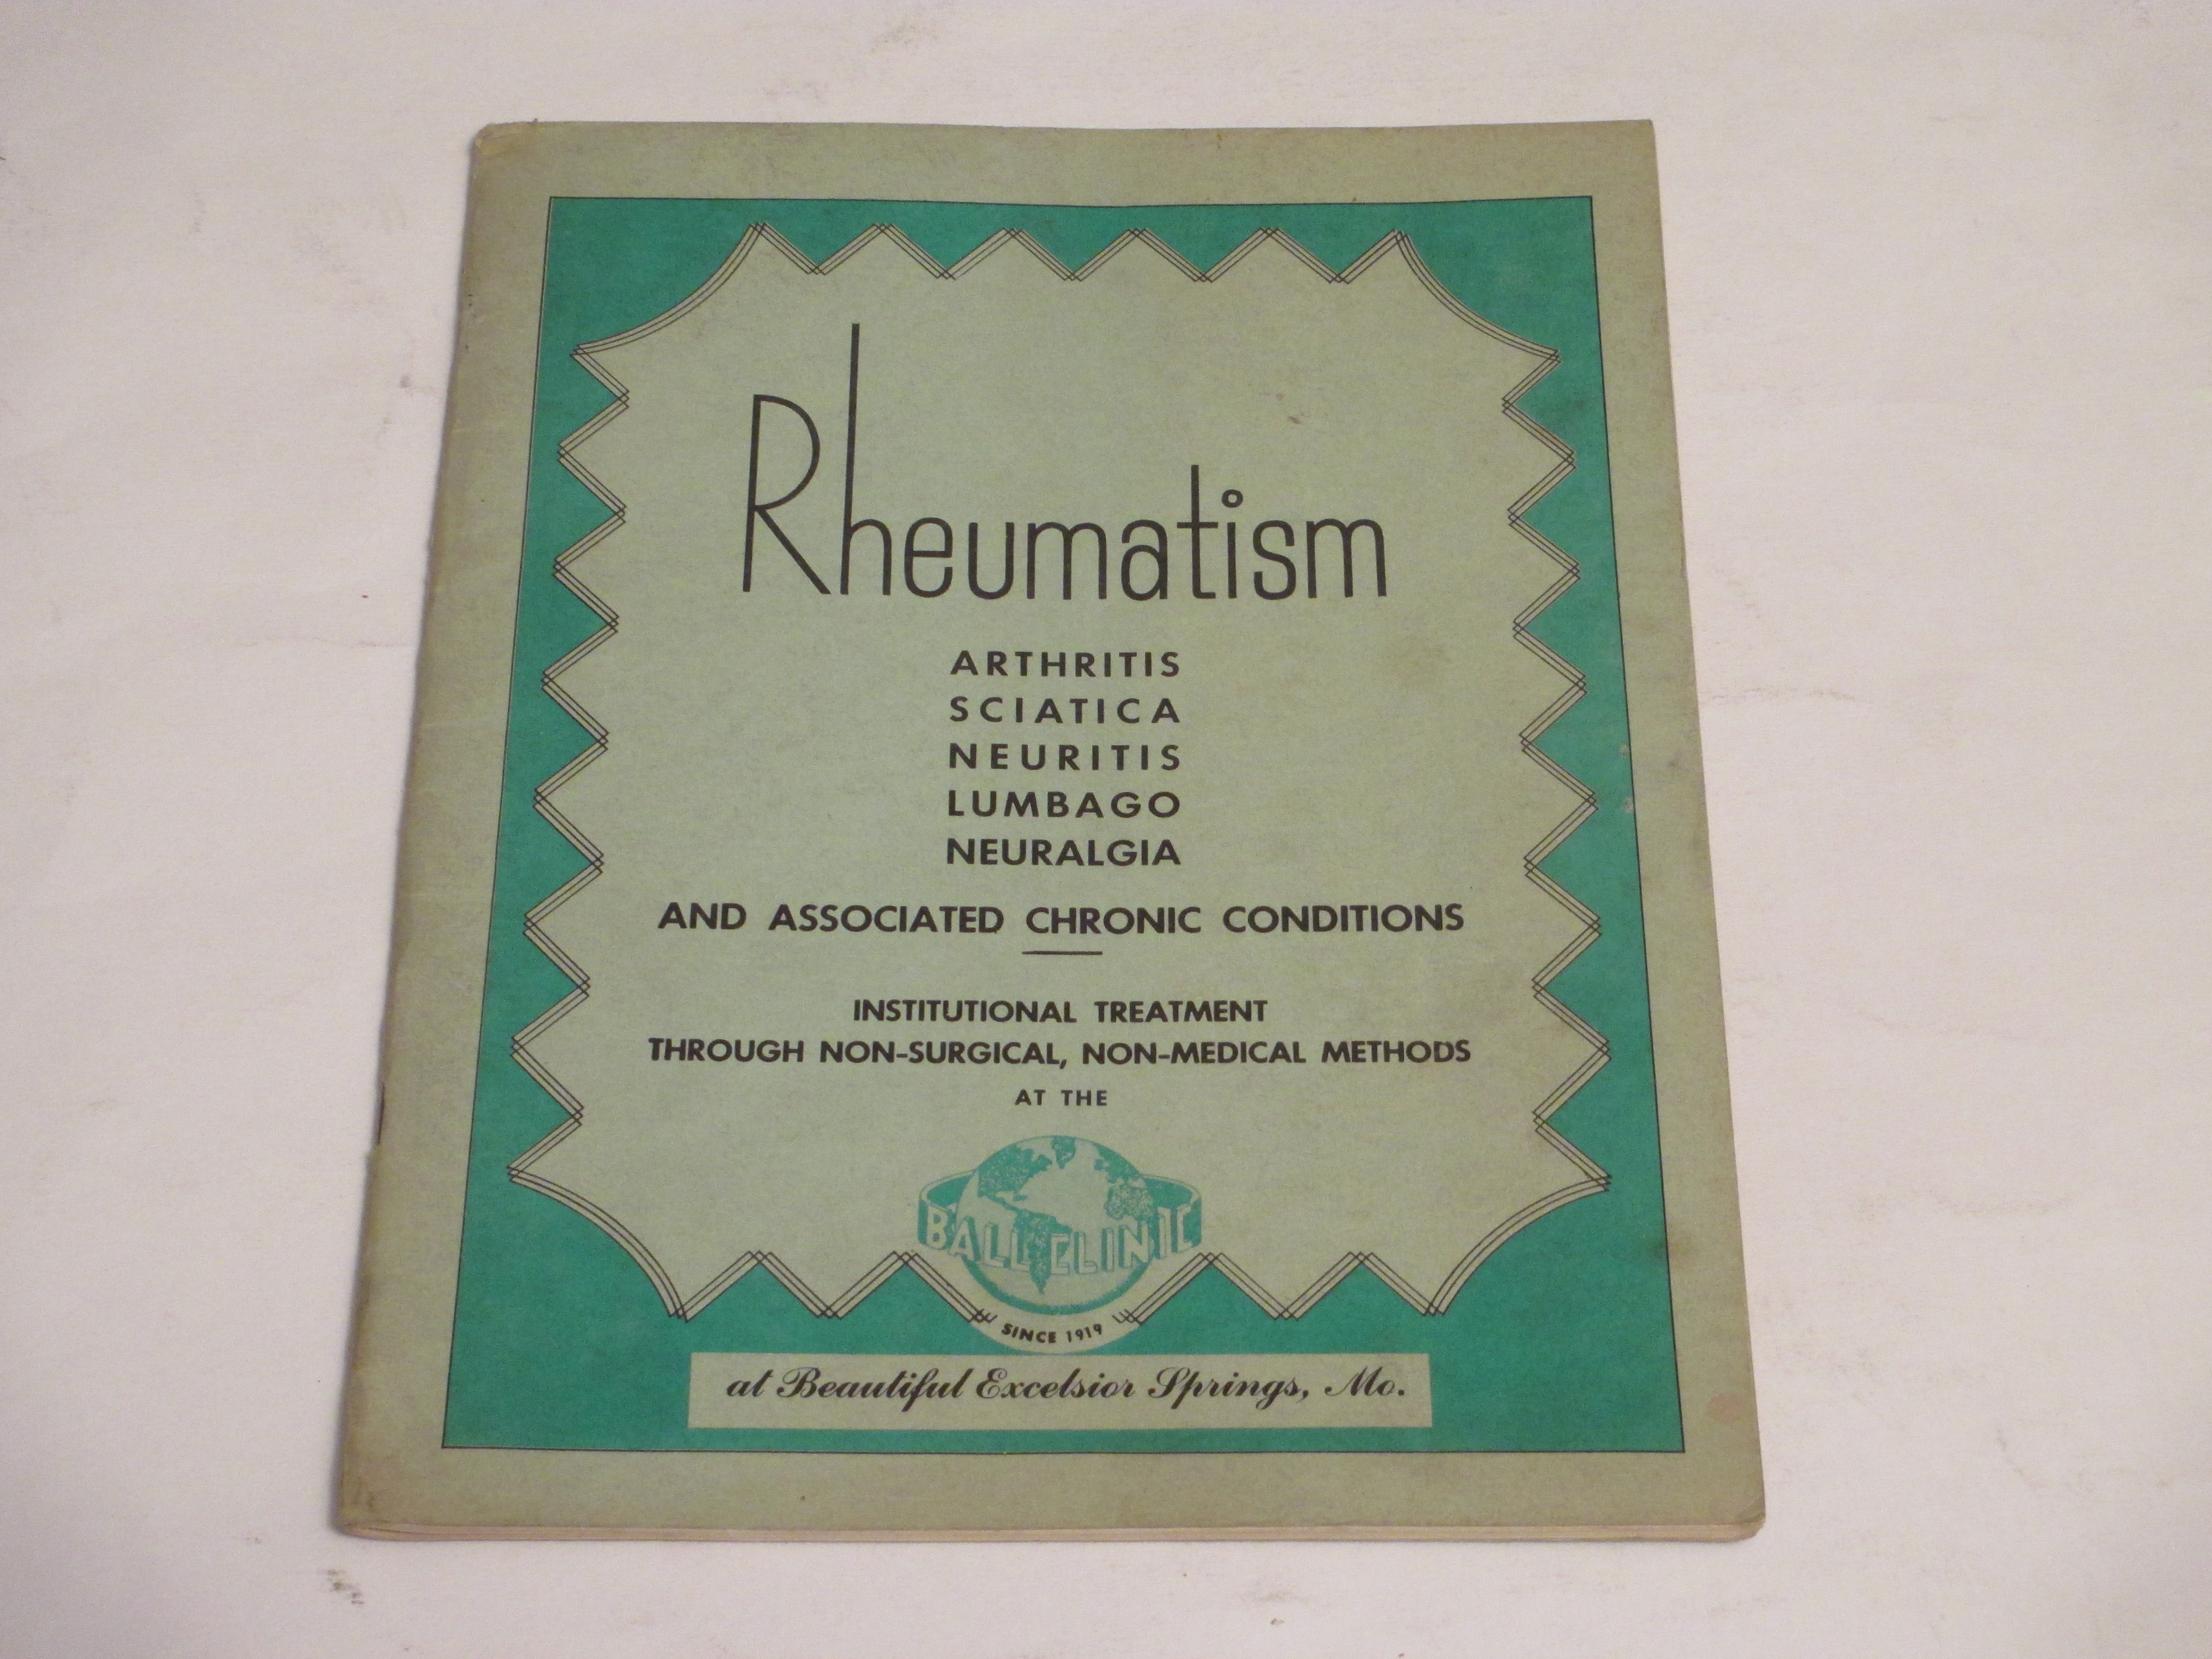 Rheumatism
ARTHRITIS
SCIATICA
NEURITIS
LUMBAGO
NEURALGIA
AND ASSOCIATED CHRONIC CONDITIONS
INSTITUTIONAL TREATMENT
THROUGH NON-SURGICAL, NON-MEDICAL METHODS
AT THE
BALL CLINIC
SINCE 1919
at Beautiful Excelsior Springs, Mo.